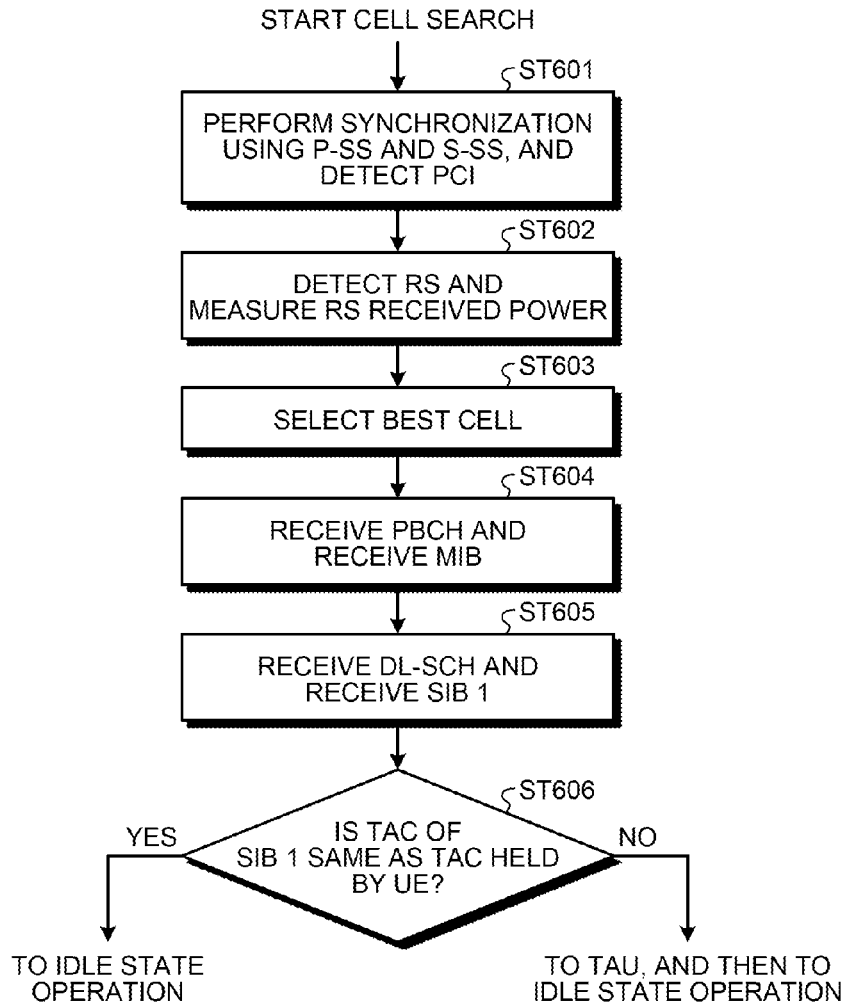 START CELL SEARCH
ST601
PERFORM SYNCHRONIZATION
USING P-SS AND S-SS, AND
DETECT PCI
ST602
DETECT RS AND
MEASURE RS RECEIVED POWER
ST603
SELECT BEST CELL
ST604
RECEIVE PBCH AND
RECEIVE MIB
ST605
RECEIVE DL-SCH AND
RECEIVE SIB 1
ST606
IS TAC OF
SIB 1 SAME AS TAC HELD
BY UE?
YES
NO
TO IDLE STATE
OPERATION
TO TAU, AND THEN TO
IDLE STATE OPERATION